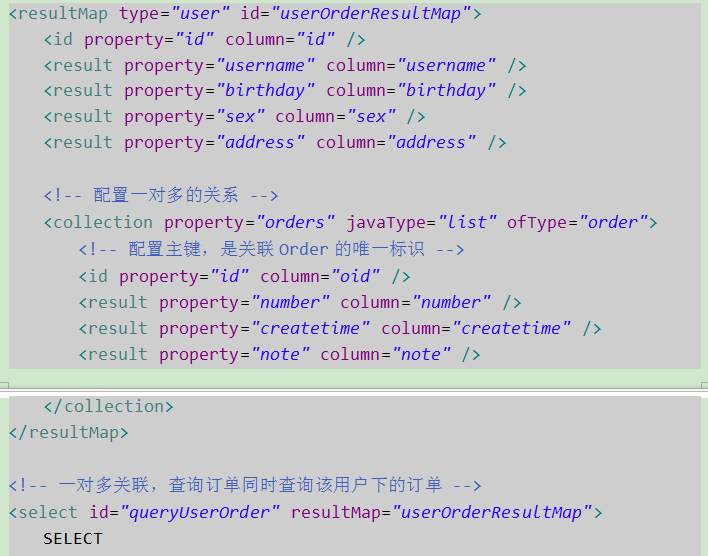 <resultMap type="user" id="userOrderResultMap">
<id property="id" column="id" />
<result property="username" column="username" />
<result property="birthday" column="birthday" />
<result property="sex" column="sex" />
<result property="address" column="address" />
<!-- 配置一对多的关系 -->
<collection property="orders" javaType="list" ofType="order">
<!-- 配置主键，是关联 Order 的唯一标识 -->
<id property="id" column="oid" />
<result property="number" column="number" />
<result property="createtime" column="createtime" />
<result property="note" column="note" />
</collection>
</resultMap>
<!-- 一对多关联，查询订单同时查询该用户下的订单 -->
<select id="queryUserOrder" resultMap="userOrderResultMap">
SELECT